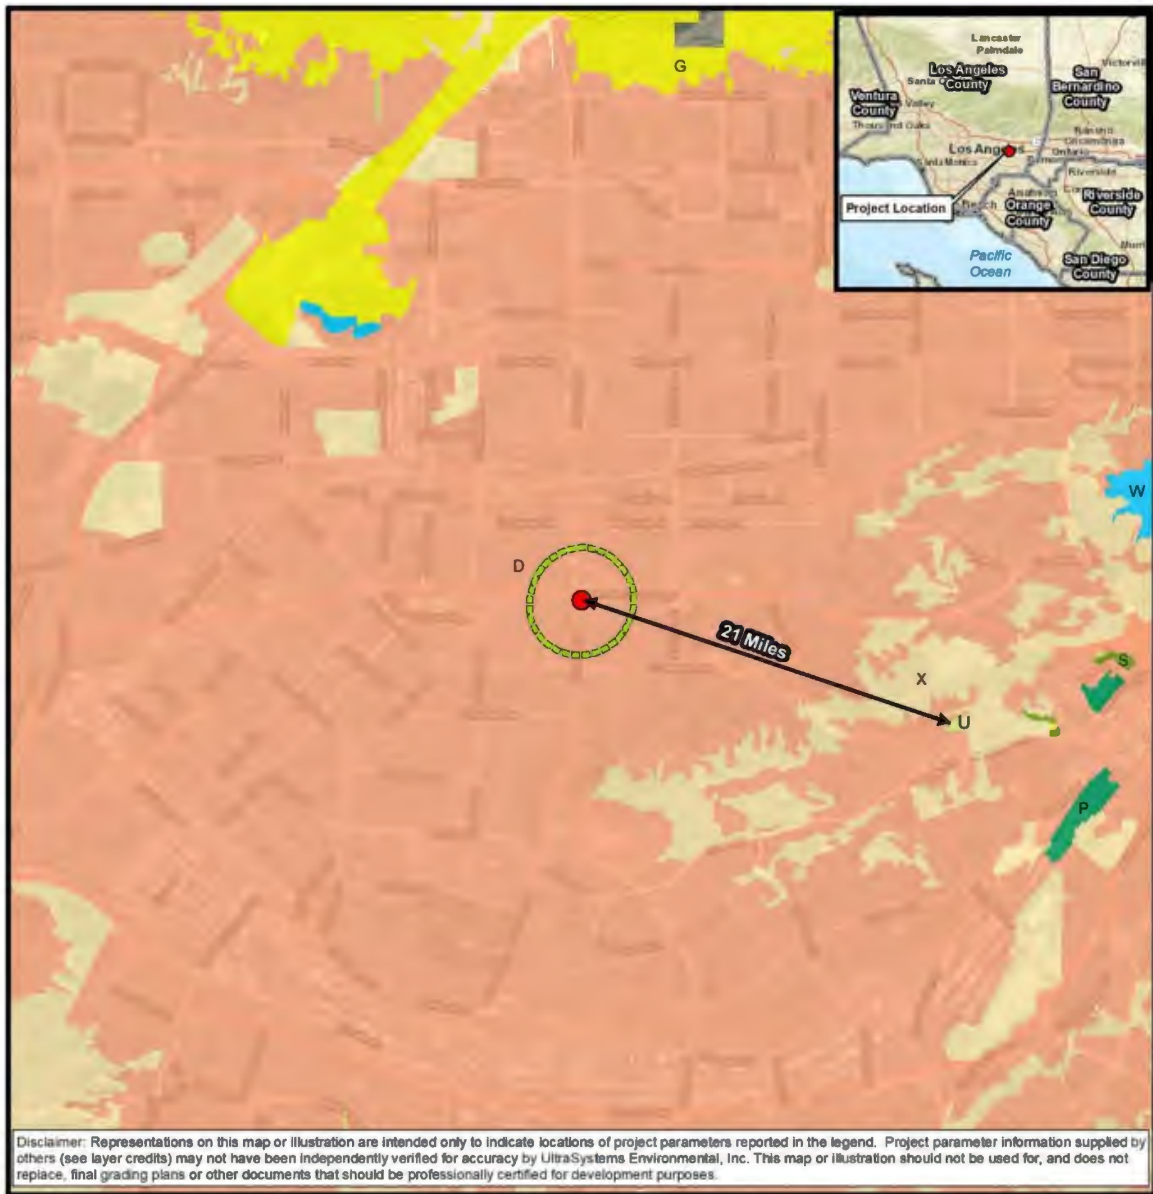 G
Lancaster
Palmdale
Los Angeles
County
San
Bernardino
County
Ventura
County
Valley
Thousand Oaks
Los Angeles
Santa Monica
Ontario
Riverside
Riverside
County
Orange
County
Project Location
Pacific
Ocean
San Diego
County
W
D
21 Miles
S
X
U
P
Disclaimer: Representations on this map or illustration are intended only to indicate locations of project parameters reported in the legend. Project parameter information supplied by
others (see layer credits) may not have been independently verified for accuracy by UltraSystems Environmental, Inc. This map or illustration should not be used for, and does not
replace, final grading plans or other documents that should be professionally certified for development purposes.